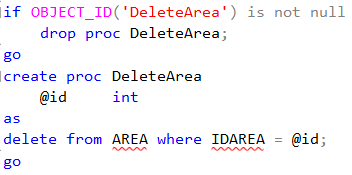 if OBJECT_ID('DeleteArea') is not null
drop proc DeleteArea;
go
create proc DeleteArea
@id int
as
delete from AREA where IDAREA = @id;
go